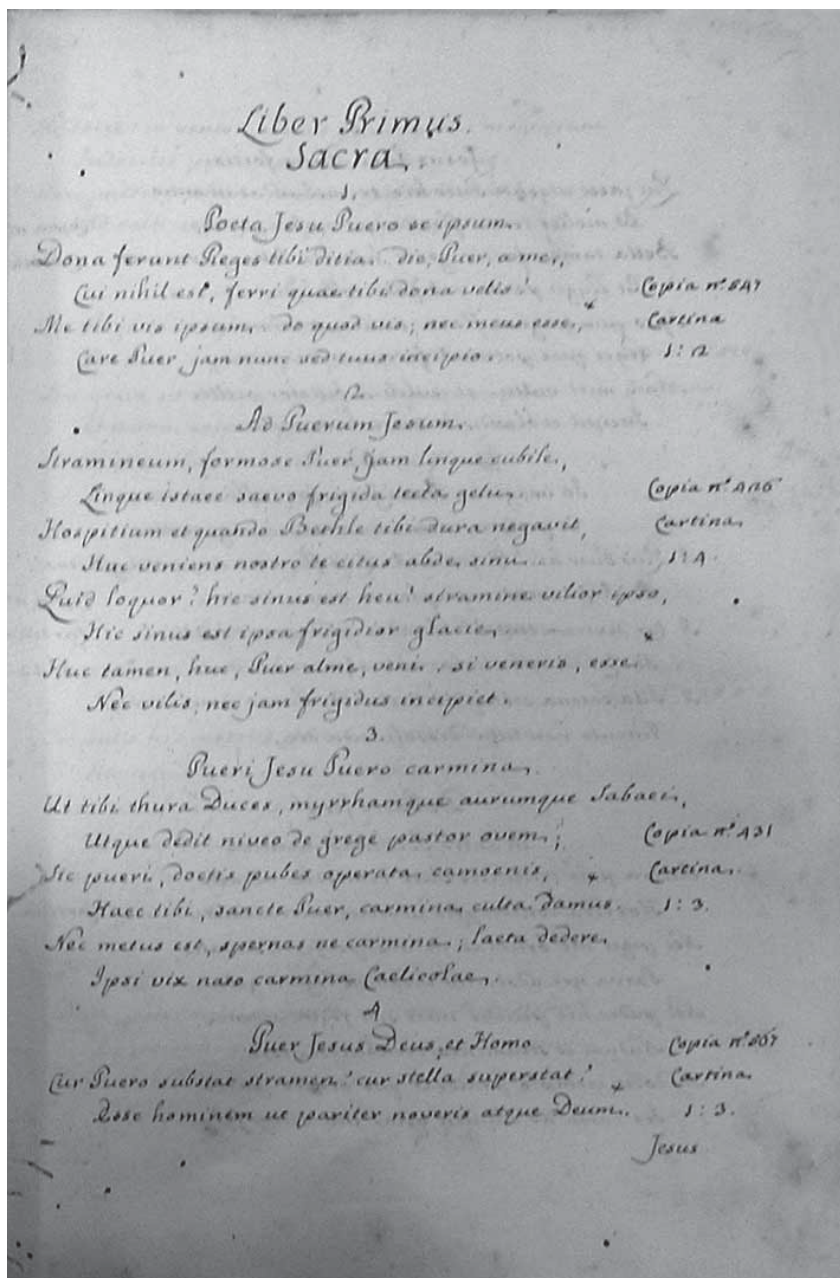 Liber Primus.
Sacra.
1.
Poeta Jesu Puero se ipsum.
Dona ferunt Reges tibi ditia. dic, Puer, a me,
Cui nihil est, ferri quae tibi dona velis! Copia nº 847
Me tibi vis ipsum. do quod vis; nec meus esse, Cartina
Care Puer, jam nunc sed tuus incipio. 1:2
2.
Ad Puerum Jesum.
Stramineum, formose Puer, jam linque cubile,
Linque istaec saevo frigida tecta gelu. Copia nº
Hospitium et quando Bethle tibi dura negavit, Cartina
Huc veniens nostro te citus abde sinu. 1:4
Quid loquor? hic sinus est heu! stramine vilior ipso,
Hic sinus est ipsa frigidior glacie.
Huc tamen, huc, Puer alme, veni. si veneris, esse
Nec vilis, nec jam frigidus incipiet.
3
Pueri Jesu Puero carmina.
Ut tibi thura Duces, myrrhamque aurumque Sabaei,
Utque dedit niveo de grege pastor ovem; Copia nº 431
Sic pueri, doctis pubes operata camoenis, Cartina
Haec tibi, sancte Puer, carmina culta damus. 1:3.
Nec metus est, spernas ne carmina; laeta dedere
Ipsi vix nato carmina Caelicolae.
4
Puer Jesus Deus, et Homo Copia nº
Cur Puero substat stramen? cur stella superstat? Cartina
Esse hominem ut pariter noveris atque Deum. 1:3.
Jesus